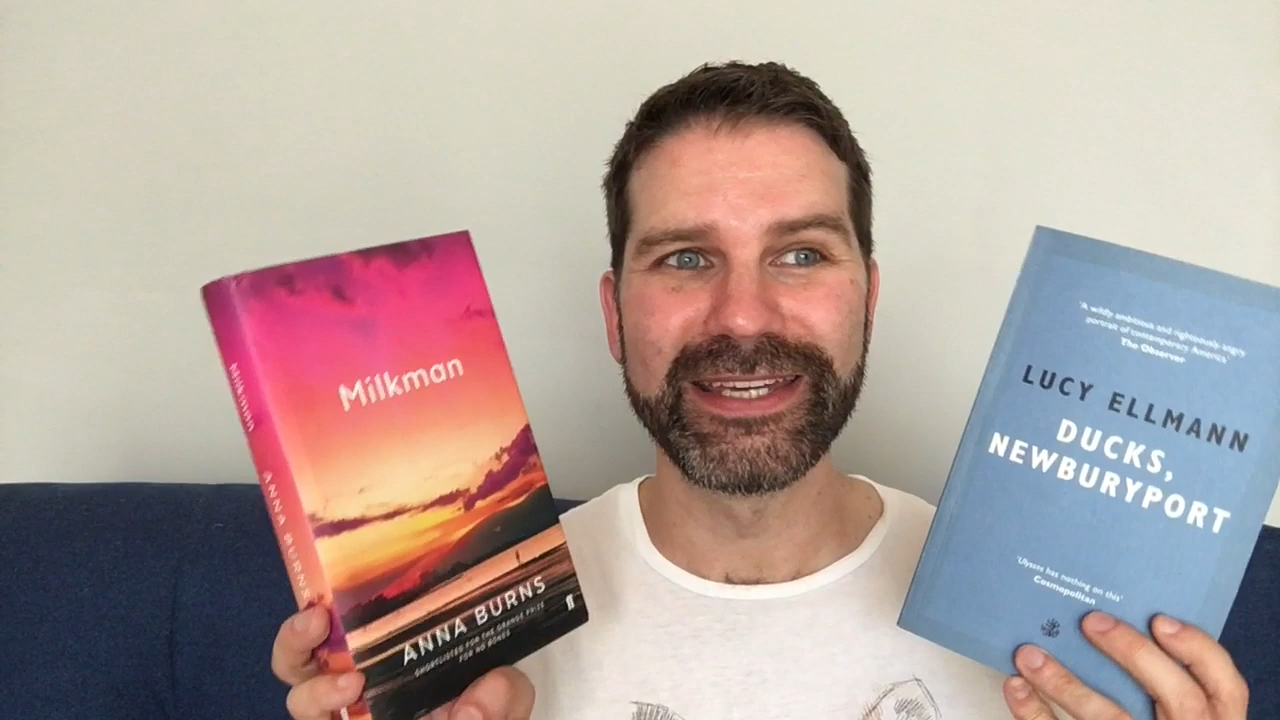 Milkman
ANNA BURNS
Milkman
ANNA BURNS
SHORTLISTED FOR THE ORANGE PRIZE
FOR NO BONES
'A wildly ambitious and righteously angry
portrait of contemporary America'
The Observer
LUCY ELLMANN
DUCKS,
NEWBURYPORT
'Ulysses has nothing on this'
Cosmopolitan